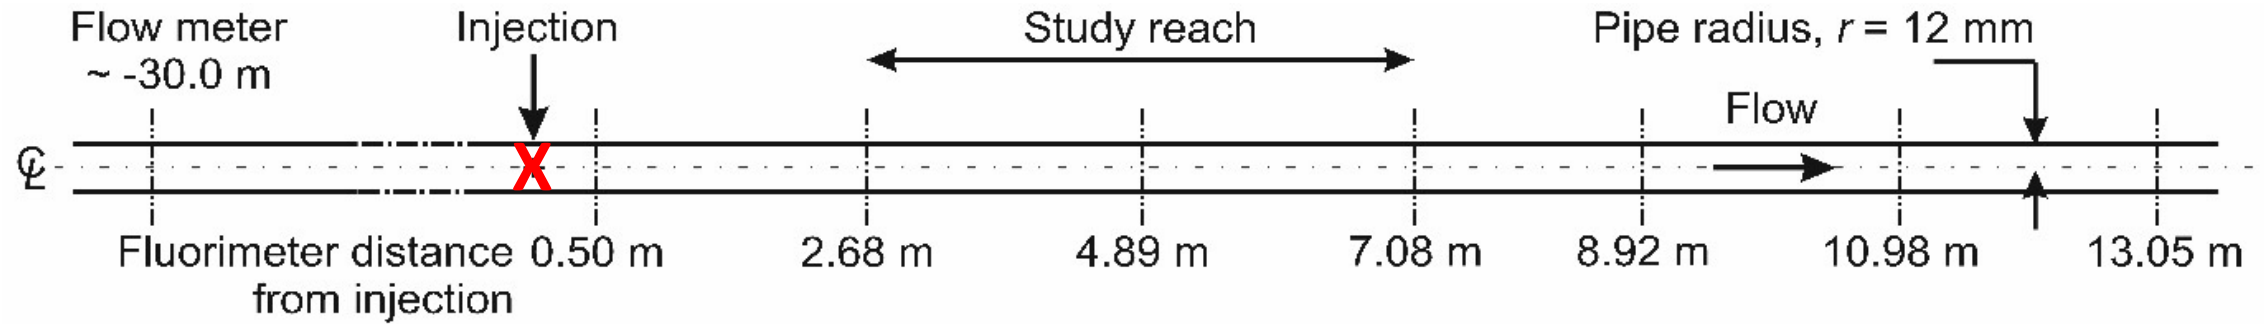 Flow meter
~ -30.0 m
Injection
Study reach
Pipe radius, r = 12 mm
Flow
℄
X
Fluorimeter distance 0.50 m 2.68 m 4.89 m 7.08 m 8.92 m 10.98 m 13.05 m
from injection